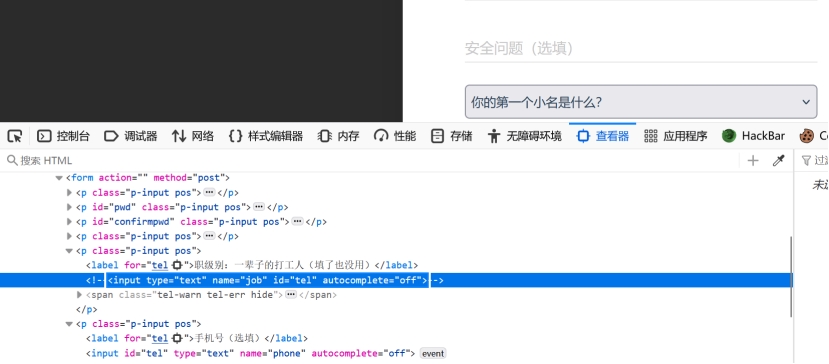 安全问题（选填）
你的第一个小名是什么?
控制台 调试器 网络 样式编辑器 内存 性能 存储 无障碍环境 查看器 应用程序 HackBar
搜索 HTML
<form action="" method="post">
<p class="p-input pos"> ⋯ </p>
<p id="pwd" class="p-input pos"> ⋯ </p>
<p id="confirmpwd" class="p-input pos"> ⋯ </p>
<p class="p-input pos"> ⋯ </p>
<p class="p-input pos">
<label for="tel">职级别: 一辈子的打工人（填了也没用）</label>
<!--<input type="text" name="job" id="tel" autocomplete="off">-->
<span class="tel-warn tel-err hide"> ⋯ </span>
</p>
<p class="p-input pos">
<label for="tel">手机号（选填）</label>
<input id="tel" type="text" name="phone" autocomplete="off"> event